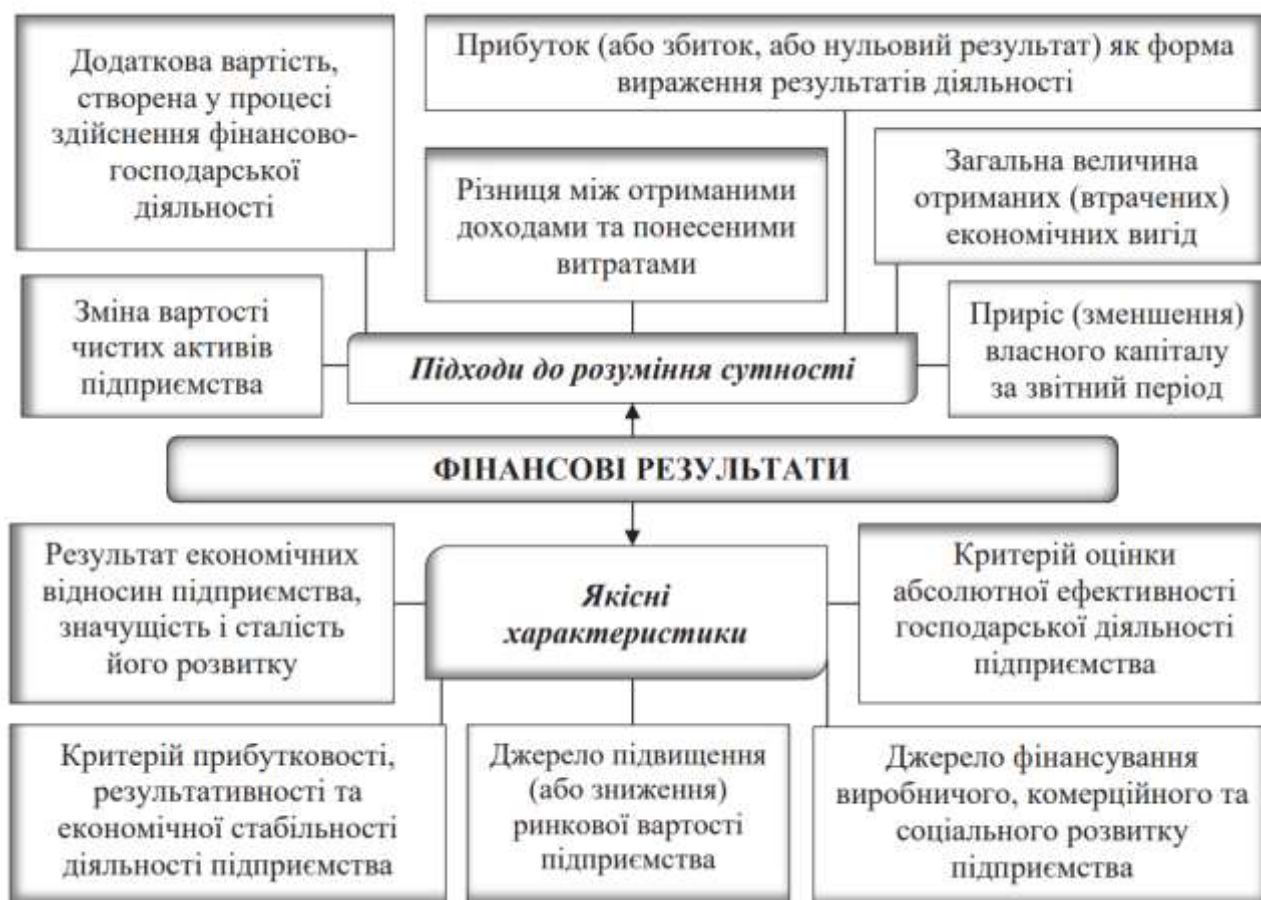 Додаткова вартість,
створена у процесі
здійснення фінансово-
господарської
діяльності
Прибуток (або збиток, або нульовий результат) як форма
вираження результатів діяльності
Різниця між отриманими
доходами та понесеними
витратами
Загальна величина
отриманих (втрачених)
економічних вигід
Зміна вартості
чистих активів
підприємства
Підходи до розуміння сутності
Приріс (зменшення)
власного капіталу
за звітний період
ФІНАНСОВІ РЕЗУЛЬТАТИ
Результат економічних
відносин підприємства,
значущість і сталість
його розвитку
Якісні
характеристики
Критерій оцінки
абсолютної ефективності
господарської діяльності
підприємства
Критерій прибутковості,
результативності та
економічної стабільності
діяльності підприємства
Джерело підвищення
(або зниження)
ринкової вартості
підприємства
Джерело фінансування
виробничого, комерційного та
соціального розвитку
підприємства